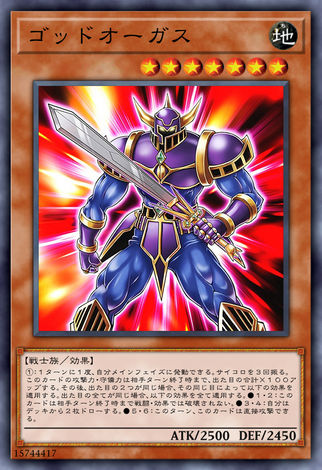 ゴッドオーガス
地
ち
【戦士族／効果】
①:1ターンに1度、自分メインフェイズに発動できる。サイコロを3回振る。
このカードの攻撃力・守備力は相手ターン終了時まで、出た目の合計×100ア
ップする。その後、出た目の2つが同じ場合、その同じ目によって以下の効果を
適用する。出た目が全て同じ場合、以下の効果を全て適用する。●1・2:この
カードは相手ターン終了時まで戦闘・効果では破壊されない。●3・4:自分は
デッキから2枚ドローする。●5・6:このターン、このカードは直接攻撃でき
る。
ATK/2500 DEF/2450
15744417